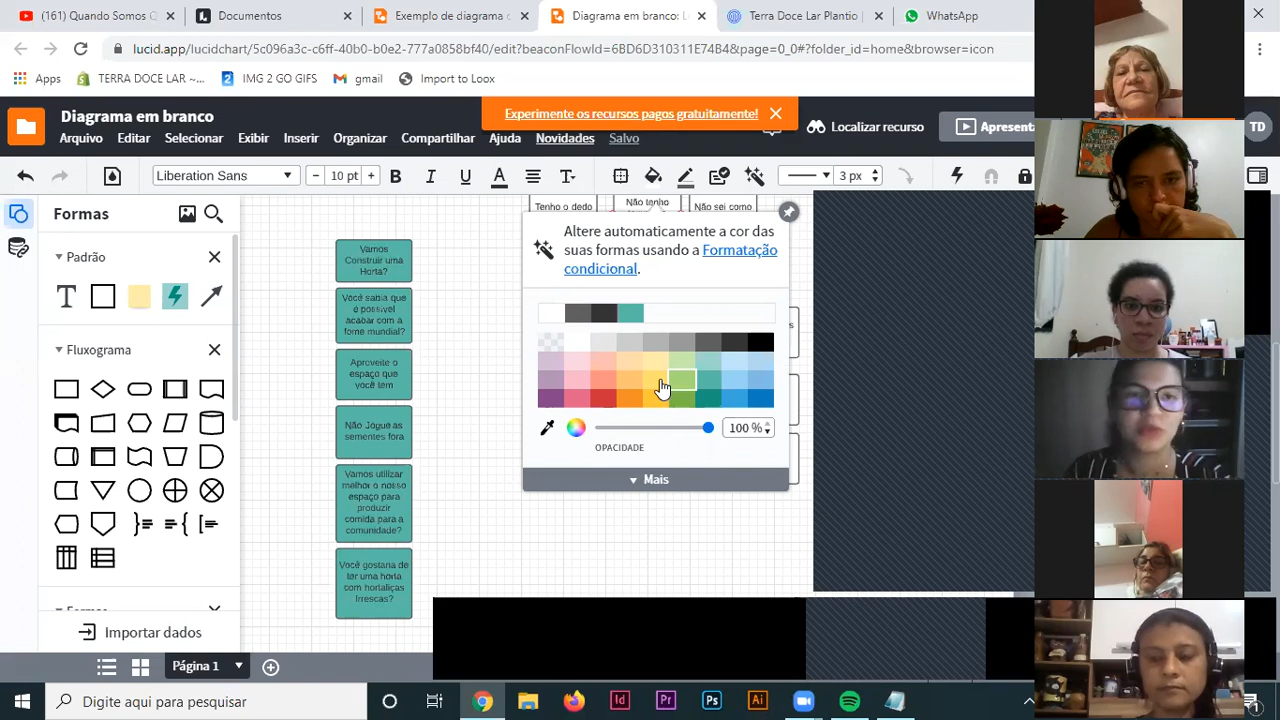 (161) Quando Somos Q
Documentos
Exemplo de diagrama d
Diagrama em branco: L
Terra Doce Lar Plantio
WhatsApp
lucid.app/lucidchart/5c096a3c-c6ff-40b0-b0e2-777a0858bf40/edit?beaconFlowId=6BD6D310311E74B4&page=0_0#?folder_id=home&browser=icon
Apps
TERRA DOCE LAR ~...
IMG 2 GO GIFS
gmail
Import to Loox
Diagrama em branco
Experimente os recursos pagos gratuitamente!
Localizar recurso
Apresenta
TD
Arquivo Editar Selecionar Exibir Inserir Organizar Compartilhar Ajuda Novidades Salvo
Liberation Sans
10 pt
B I U A
3 px
Formas
Padrão
Fluxograma
Importar dados
Vamos
Construir uma
Horta?
Você sabia que
é possível
acabar com a
fome mundial?
Aproveite o
espaço que
você tem
Não Jogue as
sementes fora
Vamos utilizar
melhor o nosso
espaço para
produzir
comida para a
comunidade?
Você gostaria de
ter uma horta
com hortaliças
frescas?
Tenho o dedo
Não tenho
Não sei como
Altere automaticamente a cor das
suas formas usando a Formatação
condicional.
100 %
OPACIDADE
Mais
Página 1
Digite aqui para pesquisar
Id
Pr
Ps
Ai
1